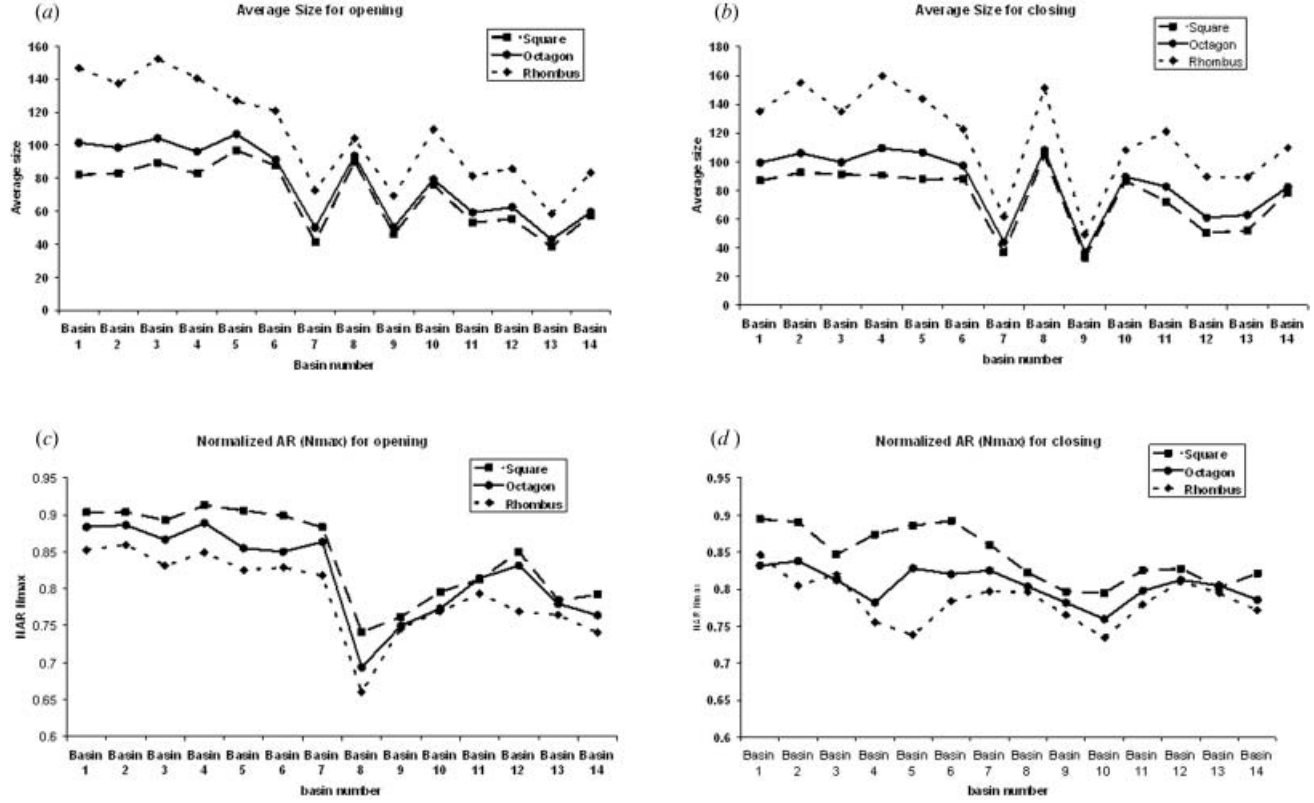 (a)
Average Size for opening
Square
Octagon
Rhombus
160
140
120
100
80
60
40
20
0
Average size
Basin Basin Basin Basin Basin Basin Basin Basin Basin Basin Basin Basin Basin Basin
1 2 3 4 5 6 7 8 9 10 11 12 13 14
Basin number
(b)
Average Size for closing
Square
Octagon
Rhombus
180
160
140
120
100
80
60
40
20
0
Average size
Basin Basin Basin Basin Basin Basin Basin Basin Basin Basin Basin Basin Basin Basin
1 2 3 4 5 6 7 8 9 10 11 12 13 14
basin number
(c)
Normalized AR (Nmax) for opening
Square
Octagon
Rhombus
0.95
0.9
0.85
0.8
0.75
0.7
0.65
0.6
NAR Nmax
Basin Basin Basin Basin Basin Basin Basin Basin Basin Basin Basin Basin Basin Basin
1 2 3 4 5 6 7 8 9 10 11 12 13 14
basin number
(d)
Normalized AR (Nmax) for closing
Square
Octagon
Rhombus
0.95
0.9
0.85
0.8
0.75
0.7
0.65
0.6
NAR Nmax
Basin Basin Basin Basin Basin Basin Basin Basin Basin Basin Basin Basin Basin Basin
1 2 3 4 5 6 7 8 9 10 11 12 13 14
basin number